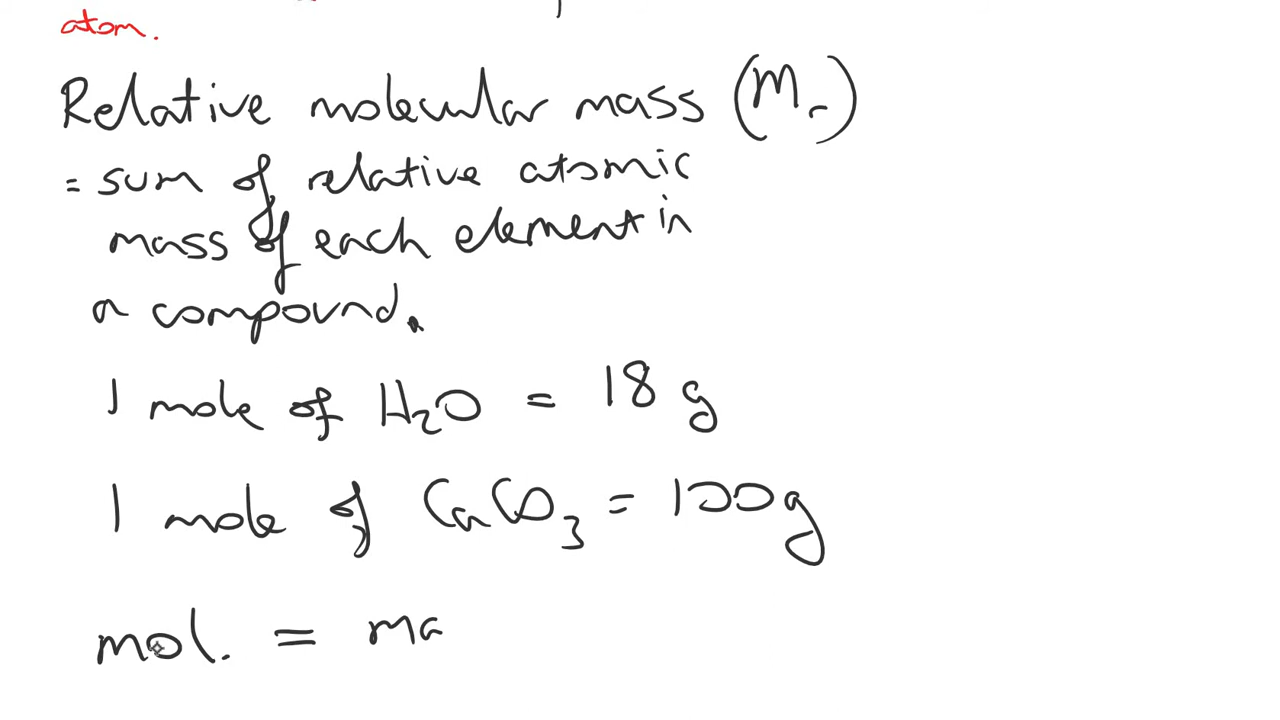 atom.
Relative molecular mass (Mr)
= sum of relative atomic
mass of each element in
a compound.
1 mole of H₂O = 18 g
1 mole of CaCO₃ = 100g
mol. = ma